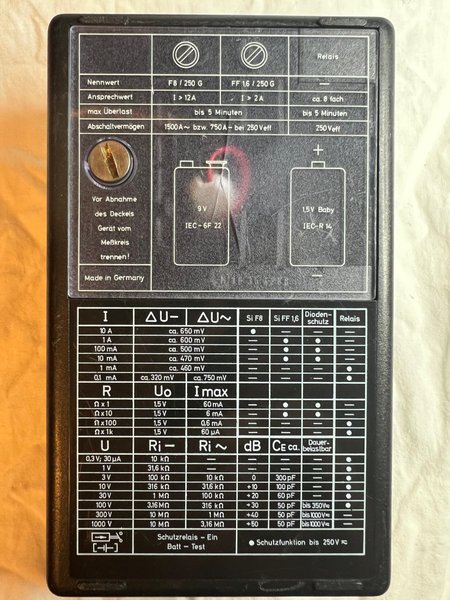 Relais
Nennwert F8 / 250 G FF 1,6 / 250 G —
Ansprechwert I > 12A I > 2A ca. 8 fach
max Überlast bis 5 Minuten bis 5 Minuten
Abschaltvermögen 1500A~ bzw. 750A- bei 250Veff 250Veff
Vor Abnahme
des Deckels
Gerät vom
Meßkreis
trennen!
Made in Germany
9 V
IEC - 6F 22
+
1,5V Baby
IEC-R 14
—
I ΔU- ΔU~ Si F8 Si FF 1,6 Dioden-schutz Relais
10 A ca. 650 mV ● — — —
1 A ca. 600 mV — ● ● —
100 mA ca. 500 mV — ● ● —
10 mA ca. 470 mV — ● ● —
1 mA ca. 460 mV — — — ●
0,1 mA ca. 320 mV ca. 750 mV — — — ●
R Uo I max
Ω x 1 1,5V 60 mA — ● ● —
Ω x 10 1,5V 6 mA — ● ● —
Ω x 100 1,5V 0,6 mA — — — ●
Ω x 1k 1,5V 60 µA — — — ●
U Ri - Ri ~ dB CE ca. Dauer-belastbar
0,3 V; 30 µA 10 kΩ — — — — ●
1 V 31,6 kΩ — — — — ●
3 V 100 kΩ 10 kΩ 0 300 pF — ●
10 V 316 kΩ 31,6 kΩ +10 100 pF — ●
30 V 1 MΩ 100 kΩ +20 60 pF — ●
100 V 3,16 MΩ 316 kΩ +30 50 pF bis 350V≂ ●
300 V 10 MΩ 1 MΩ +40 50 pF bis 1000V≂ —
1000 V 10 MΩ 3,16 MΩ +50 50 pF bis 1000V≂ —
Schutzrelais - Ein
Batt - Test
● Schutzfunktion bis 250V≂